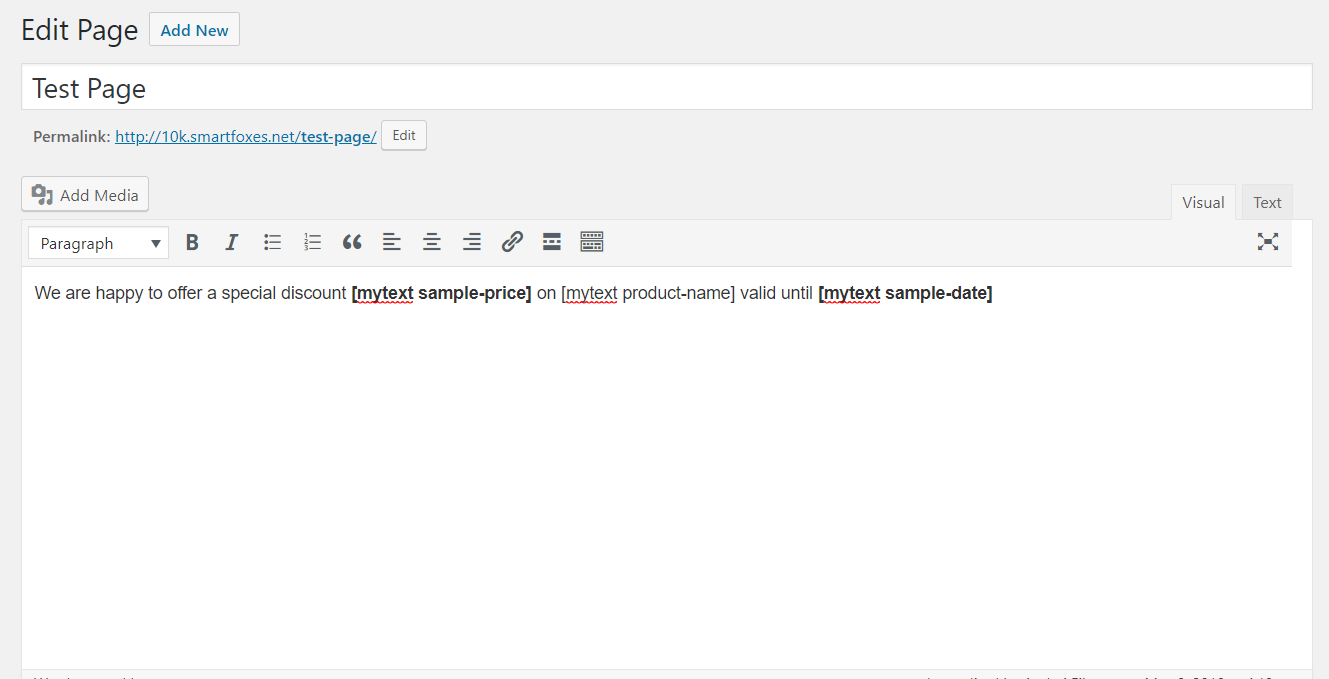 Edit Page Add New
Test Page
Permalink: http://10k.smartfoxes.net/test-page/ Edit
Add Media
Visual Text
Paragraph B I
We are happy to offer a special discount [mytext sample-price] on [mytext product-name] valid until [mytext sample-date]